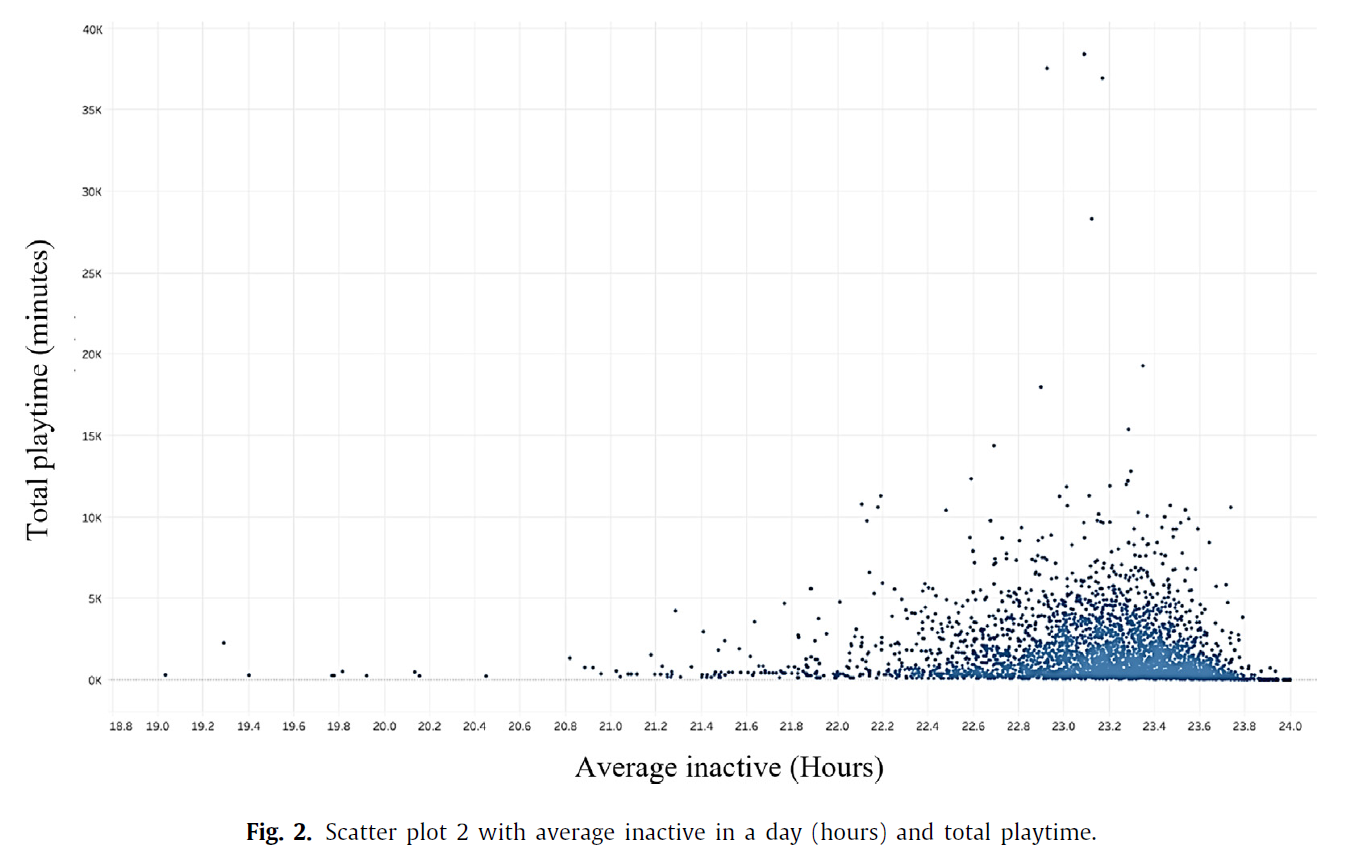 40K
35K
30K
25K
20K
15K
10K
5K
0K
Total playtime (minutes)
18.8 19.0 19.2 19.4 19.6 19.8 20.0 20.2 20.4 20.6 20.8 21.0 21.2 21.4 21.6 21.8 22.0 22.2 22.4 22.6 22.8 23.0 23.2 23.4 23.6 23.8 24.0
Average inactive (Hours)
Fig. 2. Scatter plot 2 with average inactive in a day (hours) and total playtime.